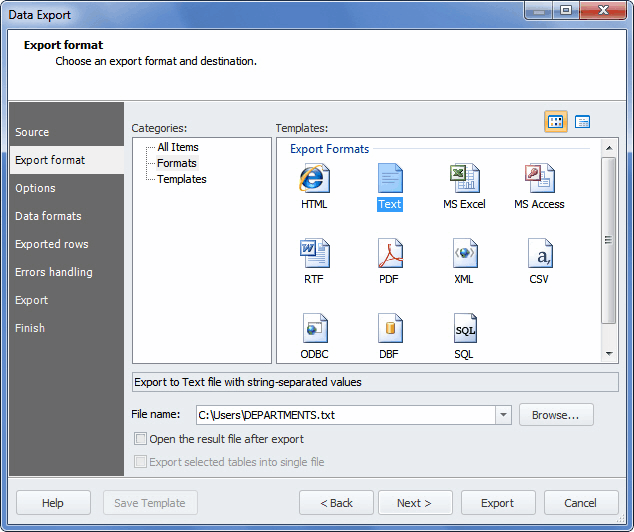 Data Export
Export format
Choose an export format and destination.
Source
Export format
Options
Data formats
Exported rows
Errors handling
Export
Finish
Categories:
All Items
Formats
Templates
Templates:
Export Formats
HTML
Text
MS Excel
MS Access
RTF
PDF
XML
CSV
ODBC
DBF
SQL
SQL
Export to Text file with string-separated values
File name:
C:\Users\DEPARTMENTS.txt
Browse...
Open the result file after export
Export selected tables into single file
Help
Save Template
< Back
Next >
Export
Cancel